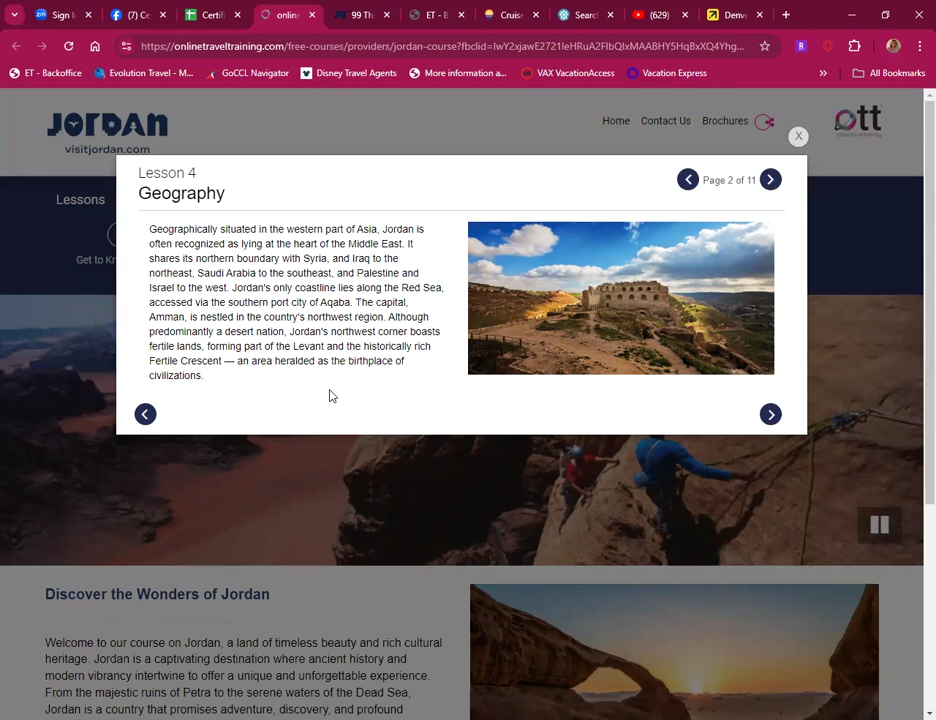 Sign I
(7) Ce
Certifi
online
99 Th
ET - B
Cruise
Searc
(629)
Denve
https://onlinetraveltraining.com/free-courses/providers/jordan-course?fbclid=IwY2xjawE2721leHRuA2FlbQIxMAABHY5HqBxXQ4Yhg...
ET - Backoffice
Evolution Travel - M...
GoCCL Navigator
Disney Travel Agents
More information a...
VAX VacationAccess
Vacation Express
All Bookmarks
JORDAN
visitjordan.com
Home
Contact Us
Brochures
ott
X
Lessons
Get to Kn
Lesson 4
Geography
Page 2 of 11
Geographically situated in the western part of Asia, Jordan is
often recognized as lying at the heart of the Middle East. It
shares its northern boundary with Syria, and Iraq to the
northeast, Saudi Arabia to the southeast, and Palestine and
Israel to the west. Jordan's only coastline lies along the Red Sea,
accessed via the southern port city of Aqaba. The capital,
Amman, is nestled in the country's northwest region. Although
predominantly a desert nation, Jordan's northwest corner boasts
fertile lands, forming part of the Levant and the historically rich
Fertile Crescent — an area heralded as the birthplace of
civilizations.
Discover the Wonders of Jordan
Welcome to our course on Jordan, a land of timeless beauty and rich cultural
heritage. Jordan is a captivating destination where ancient history and
modern vibrancy intertwine to offer a unique and unforgettable experience.
From the majestic ruins of Petra to the serene waters of the Dead Sea,
Jordan is a country that promises adventure, discovery, and profound